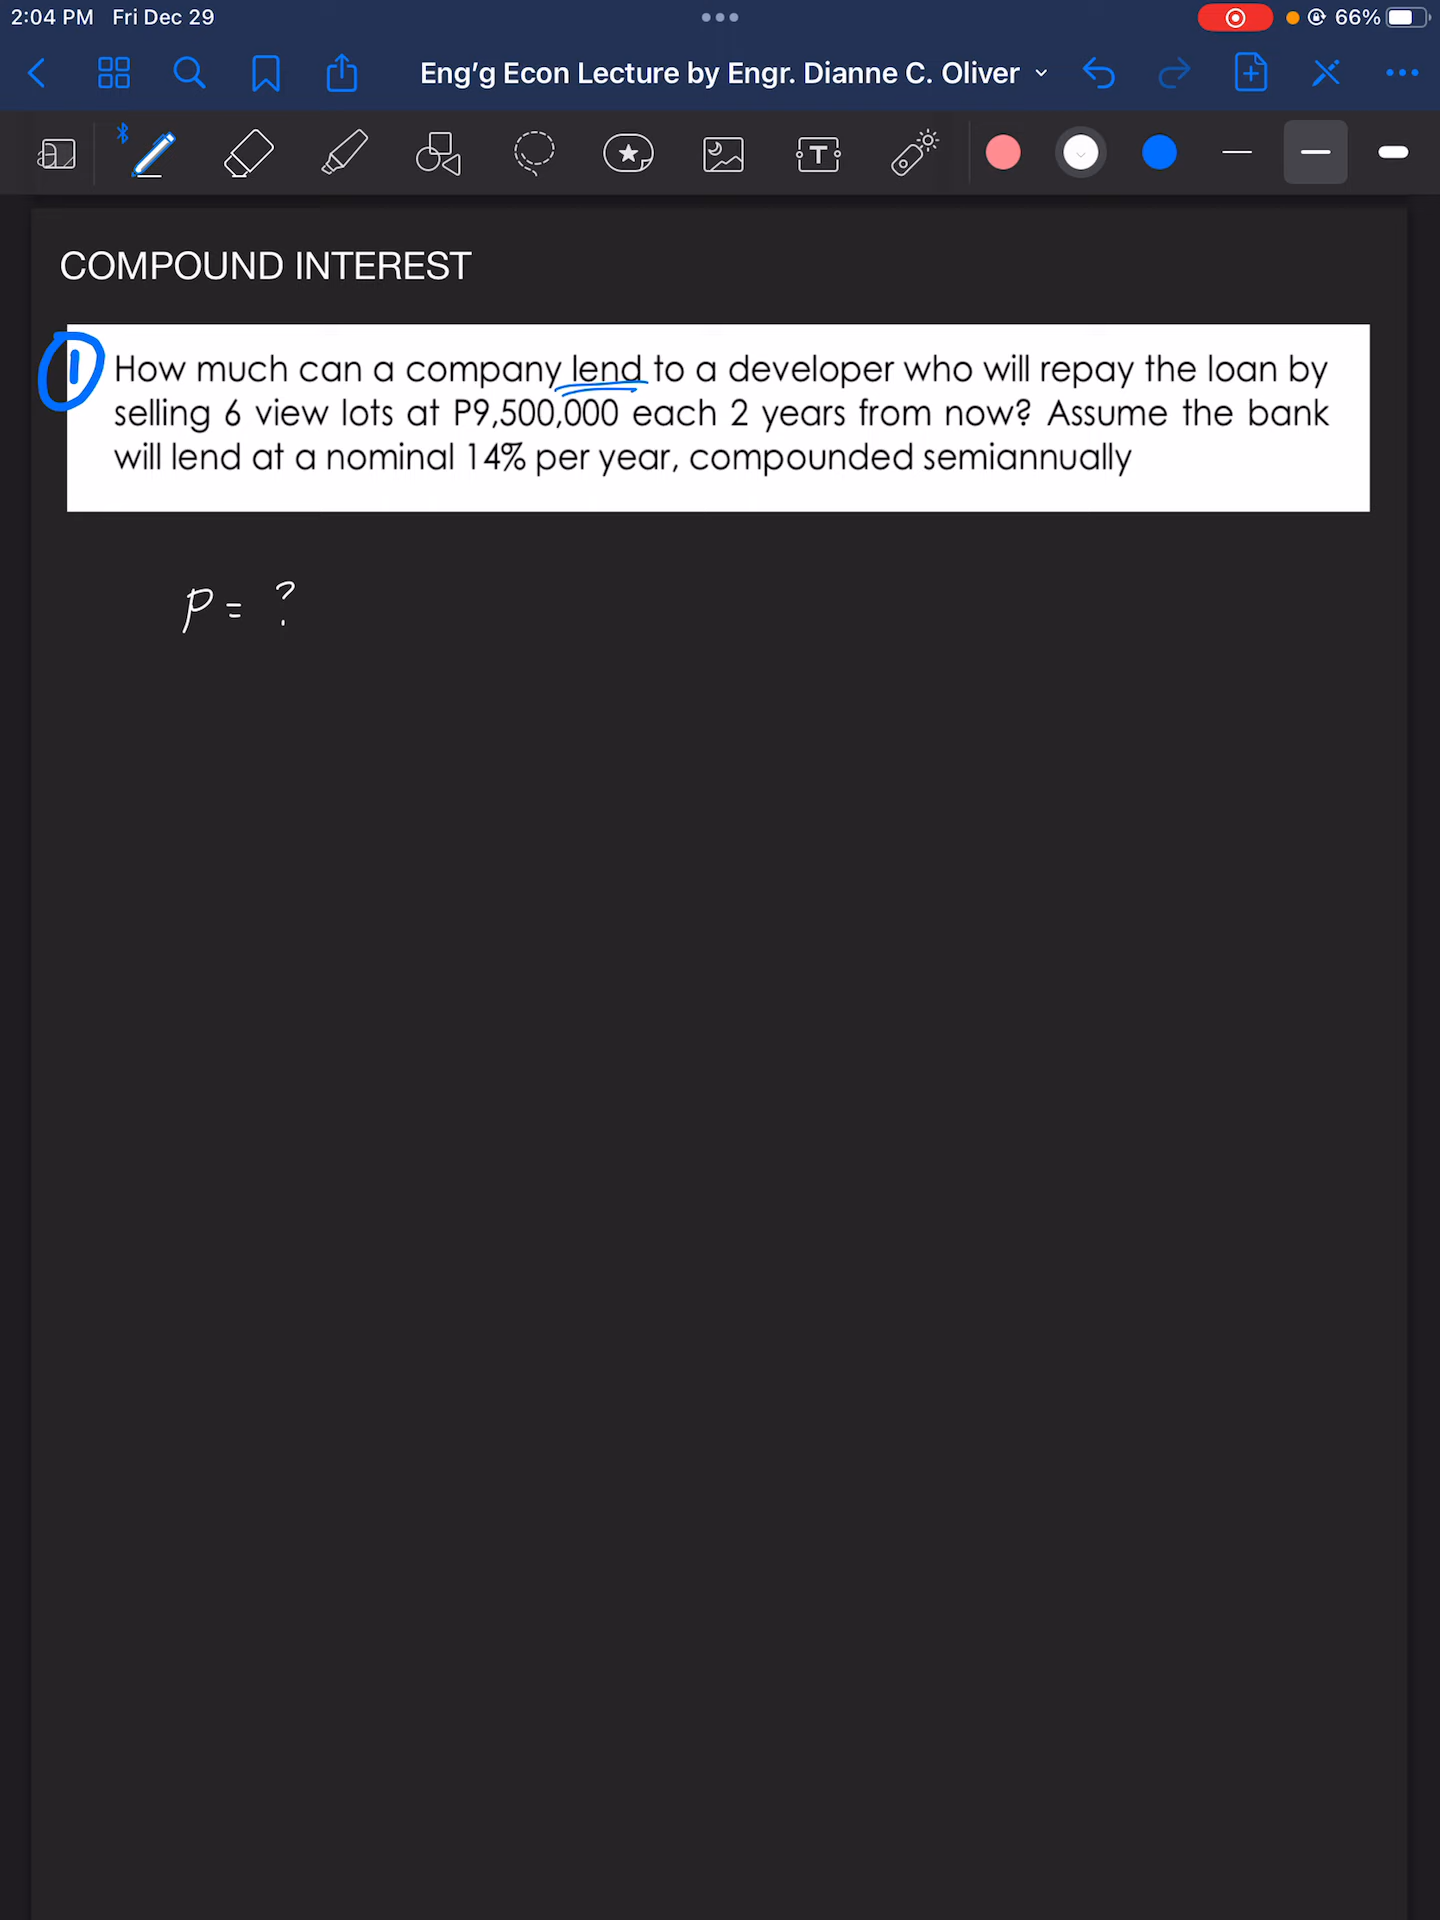 2:04 PM Fri Dec 29
66%
Eng'g Econ Lecture by Engr. Dianne C. Oliver
T
COMPOUND INTEREST
1 How much can a company lend to a developer who will repay the loan by
selling 6 view lots at P9,500,000 each 2 years from now? Assume the bank
will lend at a nominal 14% per year, compounded semiannually
P = ?